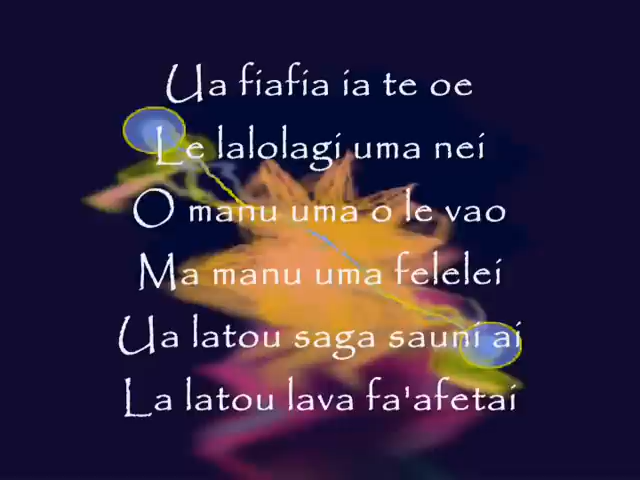 Ua fiafia ia te oe
Le lalolagi uma nei
O manu uma o le vao
Ma manu uma felelei
Ua latou saga sauni ai
La latou lava fa'afetai